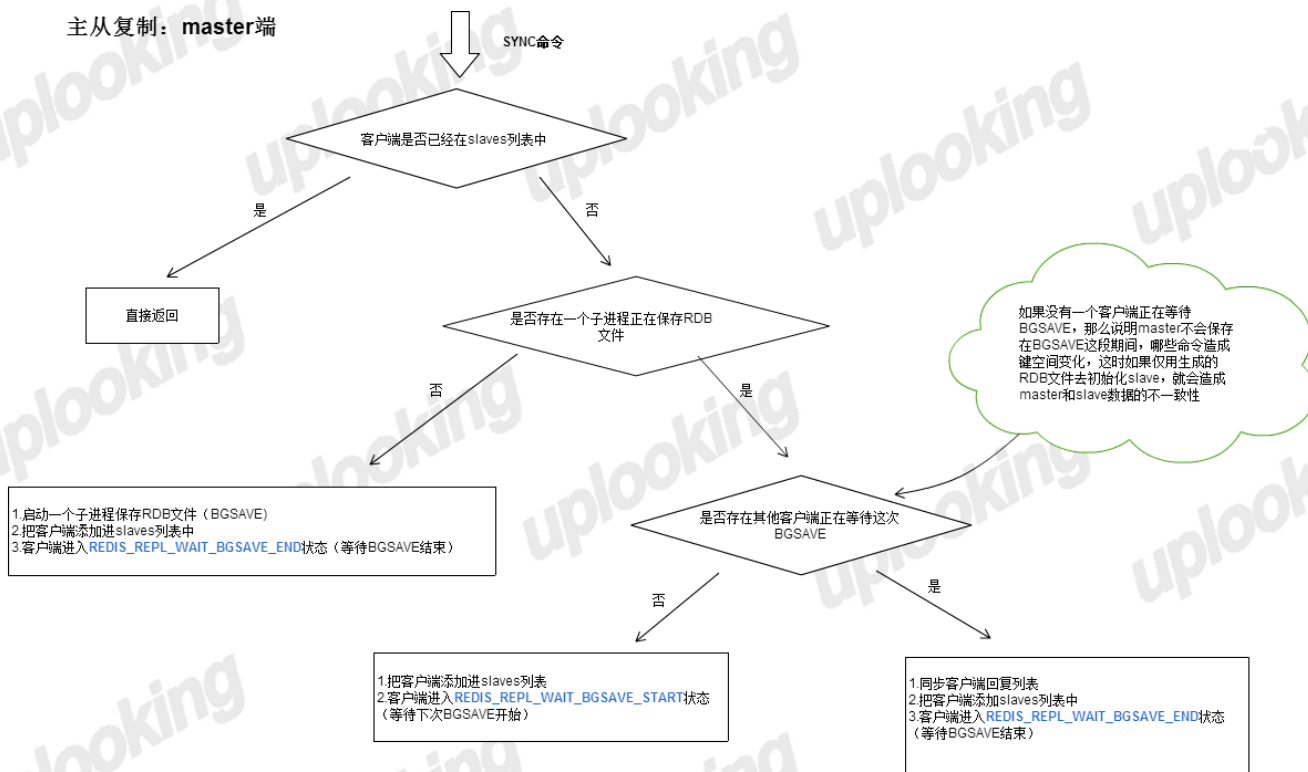 主从复制：master端
SYNC命令
客户端是否已经在slaves列表中
是
否
直接返回
是否存在一个子进程正在保存RDB
文件
如果没有一个客户端正在等待
BGSAVE，那么说明master不会保存
在BGSAVE这段期间，哪些命令造成
键空间变化，这时如果仅用生成的
RDB文件去初始化slave，就会造成
master和slave数据的不一致性
否
是
1.启动一个子进程保存RDB文件（BGSAVE）
2.把客户端添加进slaves列表中
3.客户端进入REDIS_REPL_WAIT_BGSAVE_END状态（等待BGSAVE结束）
是否存在其他客户端正在等待这次
BGSAVE
否
是
1.把客户端添加进slaves列表
2.客户端进入REDIS_REPL_WAIT_BGSAVE_START状态
（等待下次BGSAVE开始）
1.同步客户端回复列表
2.把客户端添加slaves列表中
3.客户端进入REDIS_REPL_WAIT_BGSAVE_END状态
（等待BGSAVE结束）
uplooking
uplooking
uplooking
uplooking
uplooking
uplooking
uplooking
uplooking
uplooking
uplooking
uplooking
uplooking
uplooking